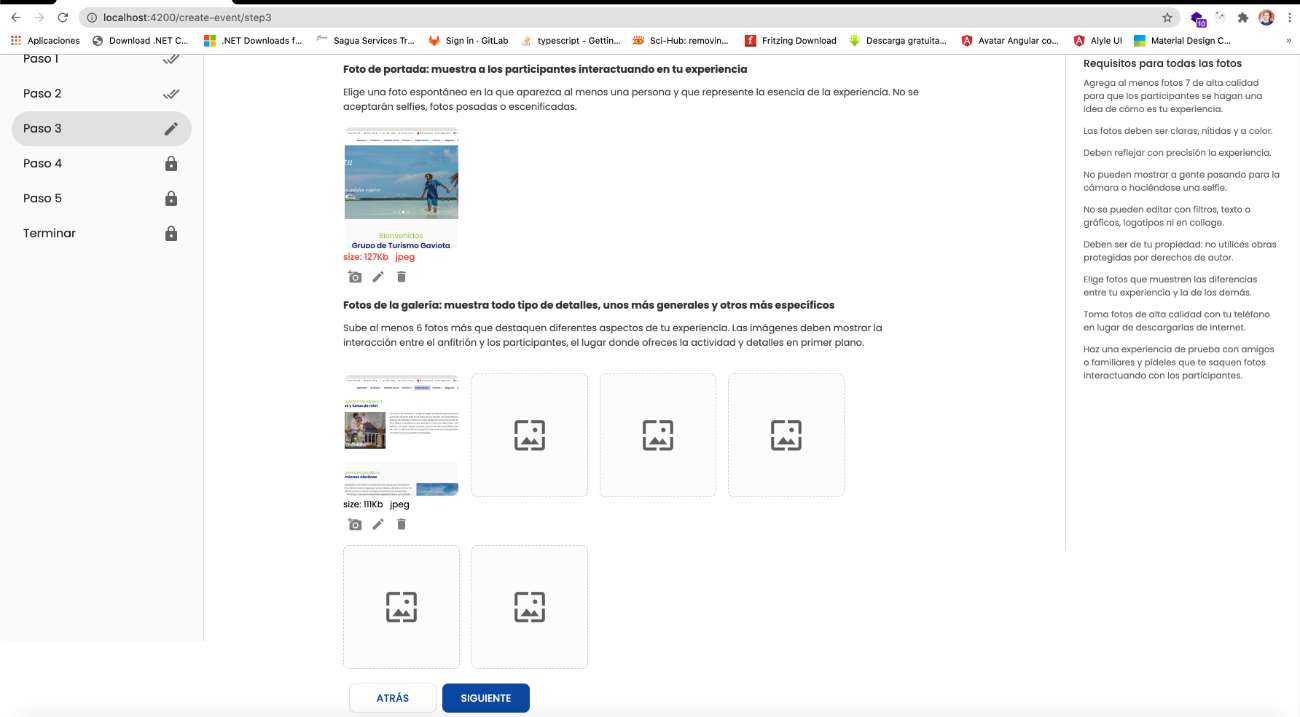 localhost:4200/create-event/step3
10
Aplicaciones
Download .NET C...
.NET Downloads f...
Sagua Services Tr...
Sign in · GitLab
typescript - Gettin...
Sci-Hub: removin...
Fritzing Download
Descarga gratuita...
Avatar Angular co...
Alyle UI
Material Design C...
»
Paso 1
Paso 2
Paso 3
Paso 4
Paso 5
Terminar
Foto de portada: muestra a los participantes interactuando en tu experiencia
Elige una foto espontánea en la que aparezca al menos una persona y que represente la esencia de la experiencia. No se
aceptarán selfies, fotos posadas o escenificadas.
Bienvenidos
Grupo de Turismo Gaviota
size: 127Kb jpeg
Fotos de la galería: muestra todo tipo de detalles, unos más generales y otros más específicos
Sube al menos 6 fotos más que destaquen diferentes aspectos de tu experiencia. Las imágenes deben mostrar la
interacción entre el anfitrión y los participantes, el lugar donde ofreces la actividad y detalles en primer plano.
size: 111Kb jpeg
ATRÁS
SIGUIENTE
Requisitos para todas las fotos
Agrega al menos fotos 7 de alta calidad
para que los participantes se hagan una
idea de cómo es tu experiencia.
Las fotos deben ser claras, nítidas y a color.
Deben reflejar con precisión la experiencia.
No pueden mostrar a gente posando para la
cámara o haciéndose una selfie.
No se pueden editar con filtros, texto o
gráficos, logotipos ni en collage.
Deben ser de tu propiedad: no utilices obras
protegidas por derechos de autor.
Elige fotos que muestren las diferencias
entre tu experiencia y la de los demás.
Toma fotos de alta calidad con tu teléfono
en lugar de descargarlas de Internet.
Haz una experiencia de prueba con amigos
o familiares y pídeles que te saquen fotos
interactuando con los participantes.